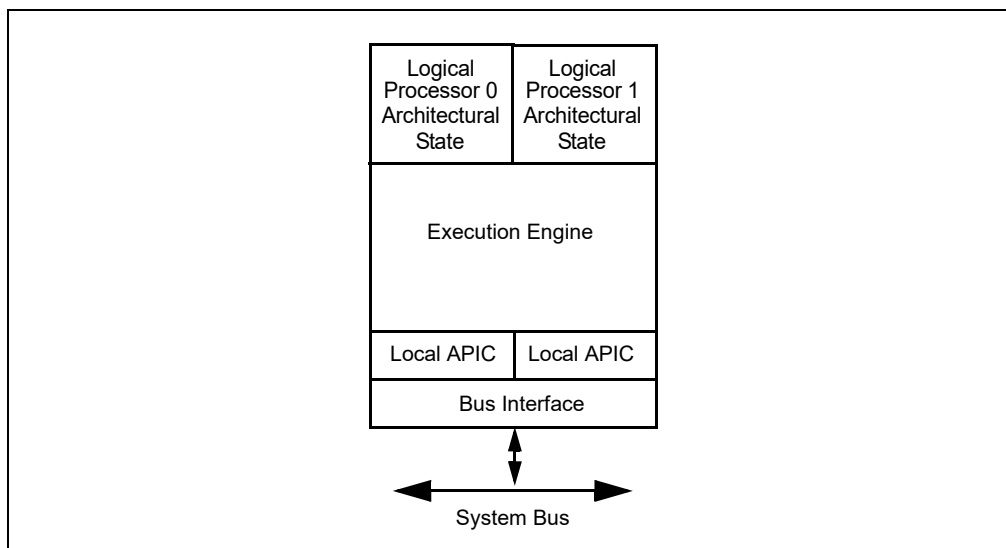 Logical
Processor 0
Architectural
State
Logical
Processor 1
Architectural
State
Execution Engine
Local APIC
Local APIC
Bus Interface
System Bus